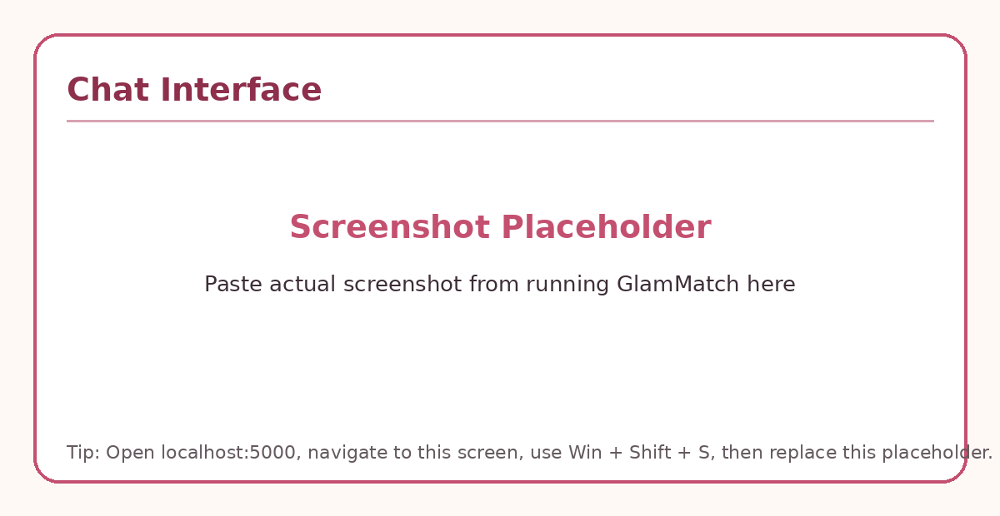 Chat Interface
Screenshot Placeholder
Paste actual screenshot from running GlamMatch here
Tip: Open localhost:5000, navigate to this screen, use Win + Shift + S, then replace this placeholder.